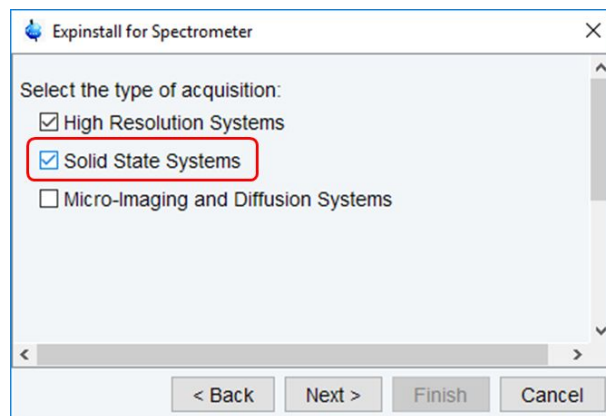 Expinstall for Spectrometer
Select the type of acquisition:
High Resolution Systems
Solid State Systems
Micro-Imaging and Diffusion Systems
< Back Next > Finish Cancel